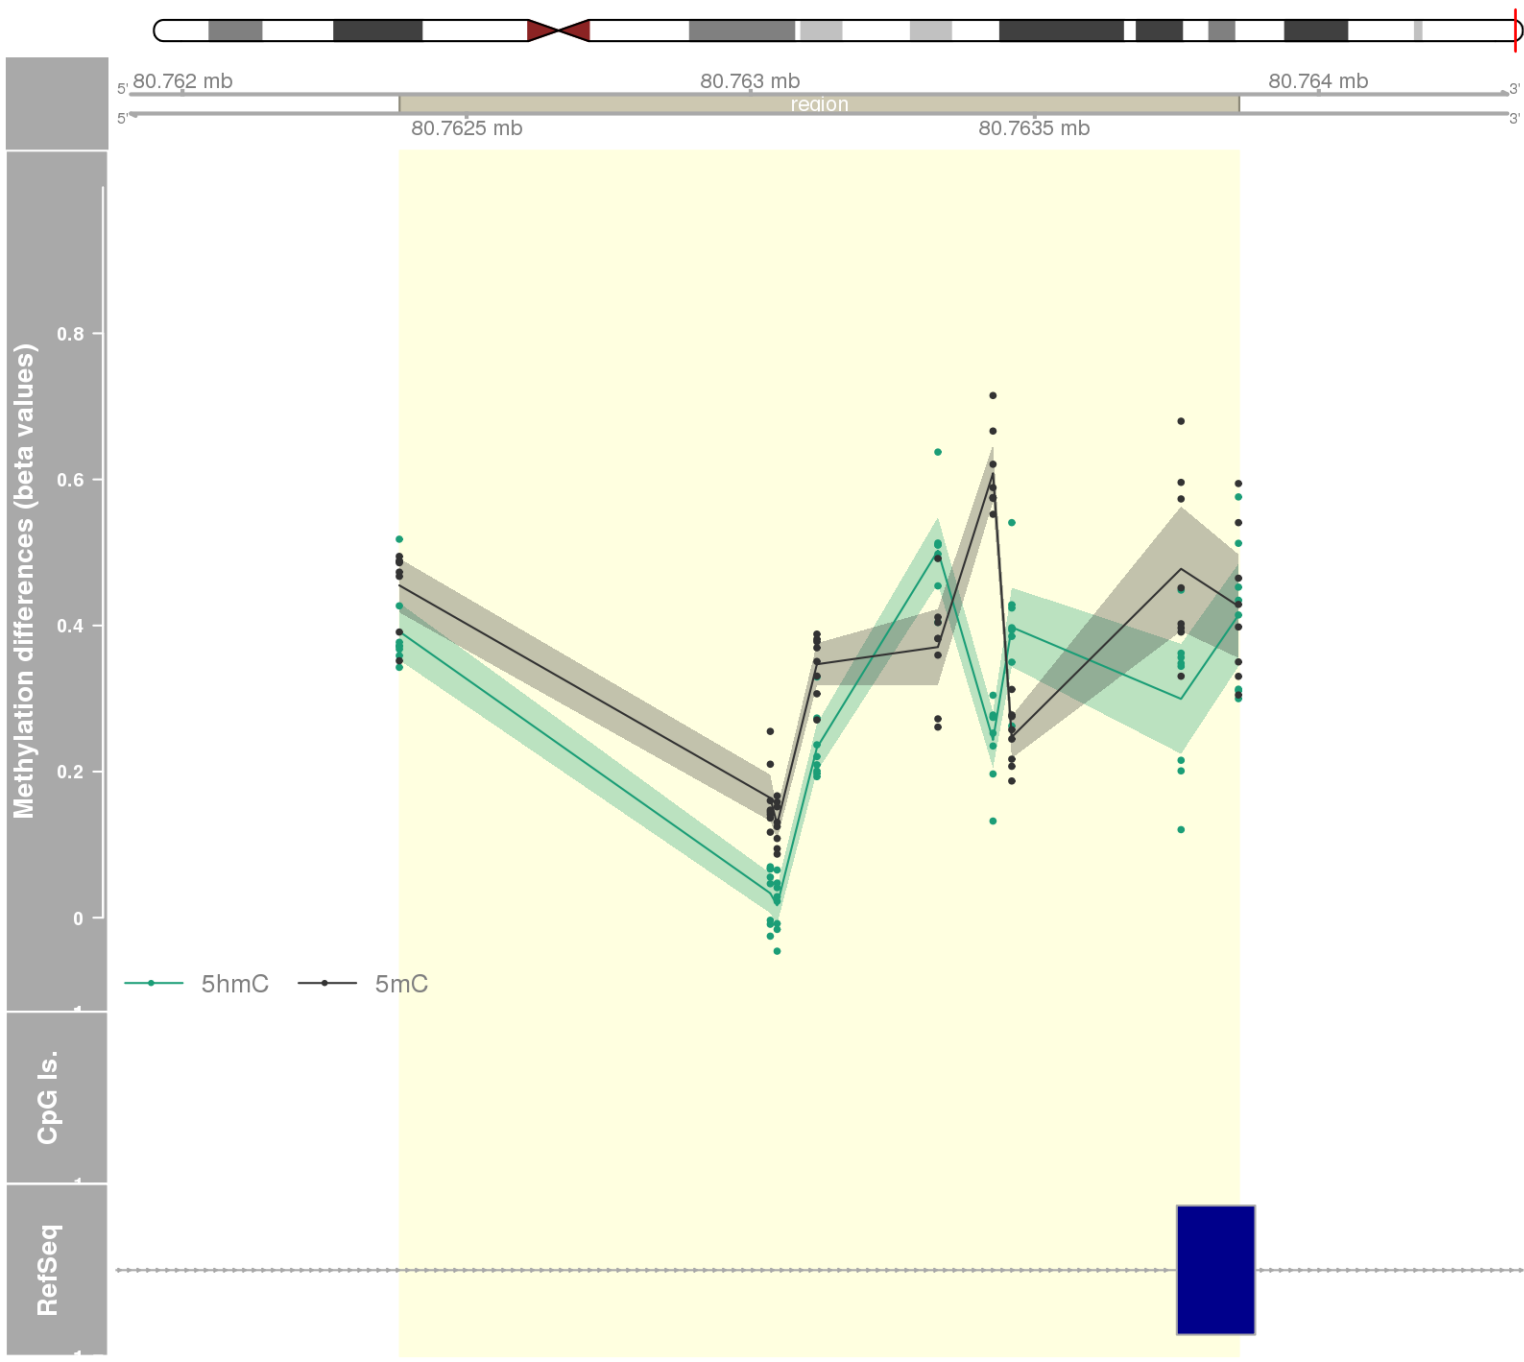 80.762 mb 80.763 mb 80.764 mb
5' 3'
region
5' 3'
80.7625 mb 80.7635 mb
Methylation differences (beta values)
0.8
0.6
0.4
0.2
0
5hmC 5mC
CpG Is.
RefSeq